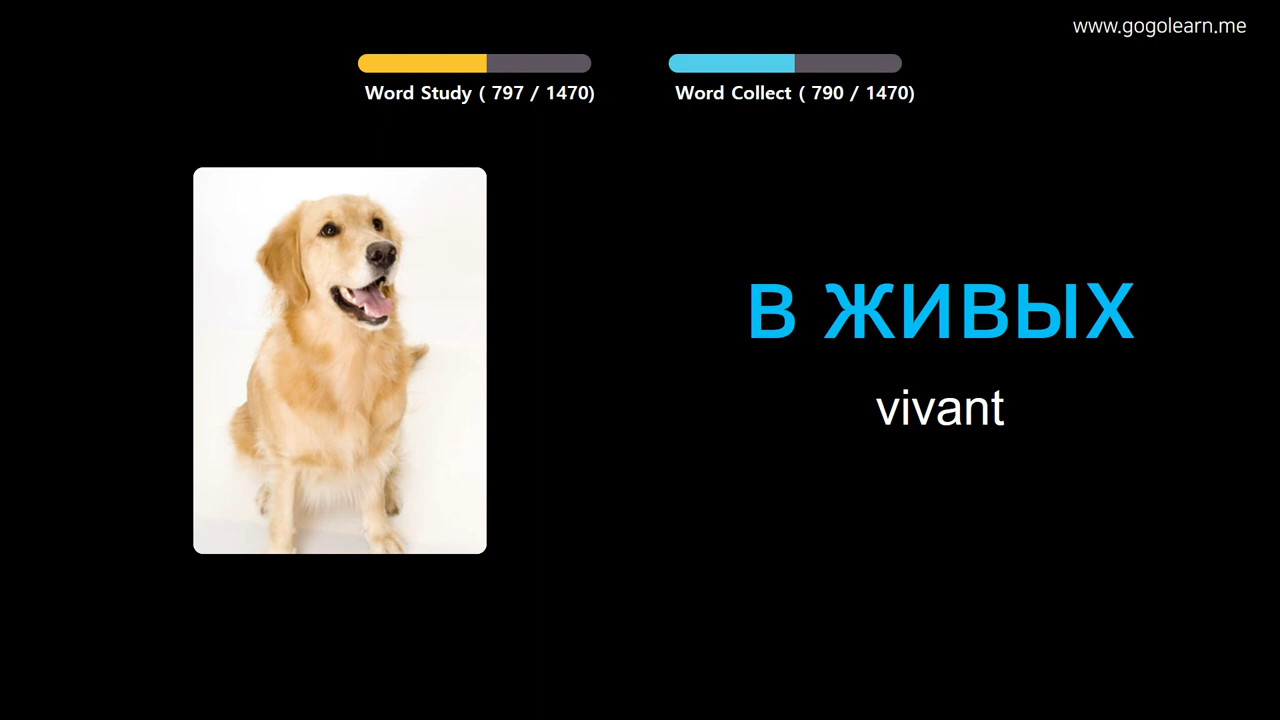 www.gogolearn.me
Word Study ( 797 / 1470)
Word Collect ( 790 / 1470)
в живых
vivant